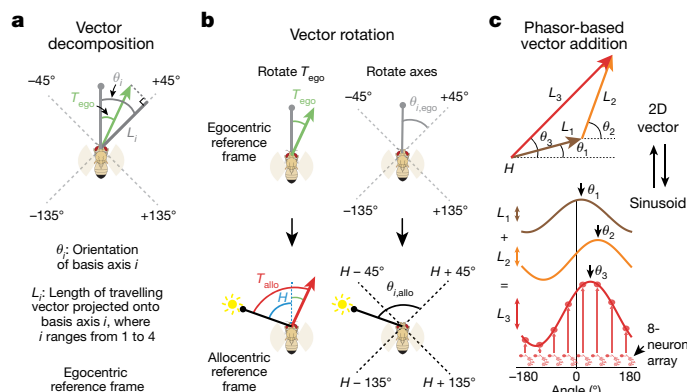 a
Vector
decomposition
−45°
θi
+45°
Tego
Li
−135°
+135°
θi: Orientation
of basis axis i
Li: Length of travelling
vector projected onto
basis axis i, where
i ranges from 1 to 4
Egocentric
reference frame
b
Vector rotation
Rotate Tego
Rotate axes
Tego
−45°
+45°
θi,ego
Egocentric
reference
frame
−135°
+135°
Tallo
H
H − 45°
H + 45°
θi,allo
Allocentric
reference
frame
H − 135°
H + 135°
c
Phasor-based
vector addition
L3
L2
L1
θ3
θ1
θ2
H
2D
vector
Sinusoid
L1
θ1
+
L2
θ2
=
L3
θ3
8-
neuron
array
−180
0
180
Angle (°)